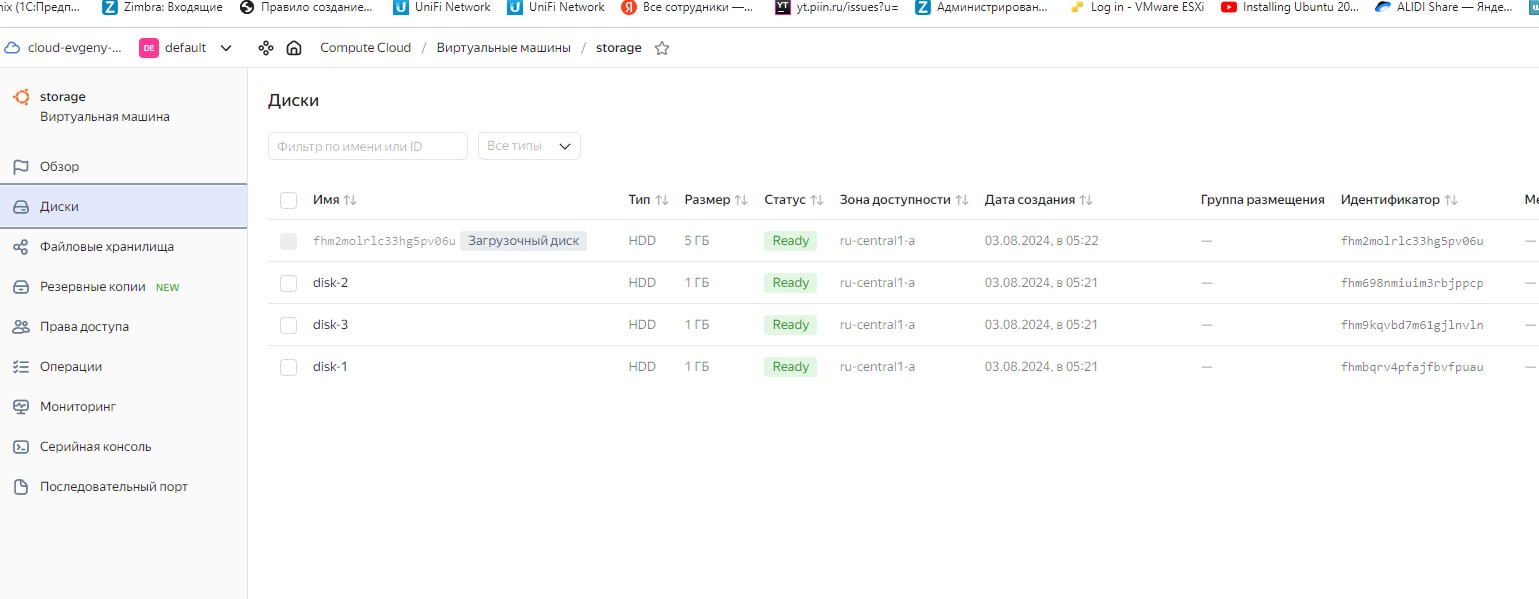 nix (1С:Предп... Zimbra: Входящие Правило создание... UniFi Network UniFi Network Все сотрудники —... yt.piin.ru/issues?u= Администрирован... Log in - VMware ESXi Installing Ubuntu 20... ALIDI Share — Янде...
cloud-evgeny-... DE default Compute Cloud / Виртуальные машины / storage
storage
Виртуальная машина
Обзор
Диски
Файловые хранилища
Резервные копии NEW
Права доступа
Операции
Мониторинг
Серийная консоль
Последовательный порт
Диски
Фильтр по имени или ID Все типы
Имя Тип Размер Статус Зона доступности Дата создания Группа размещения Идентификатор
fhm2molrlc33hg5pv06u Загрузочный диск HDD 5 ГБ Ready ru-central1-a 03.08.2024, в 05:22 — fhm2molrlc33hg5pv06u —
disk-2 HDD 1 ГБ Ready ru-central1-a 03.08.2024, в 05:21 — fhm698nmiuim3rbjppcp —
disk-3 HDD 1 ГБ Ready ru-central1-a 03.08.2024, в 05:21 — fhm9kqvbd7m61gjlnvln —
disk-1 HDD 1 ГБ Ready ru-central1-a 03.08.2024, в 05:21 — fhmbqrv4pfajfbvfpuau —